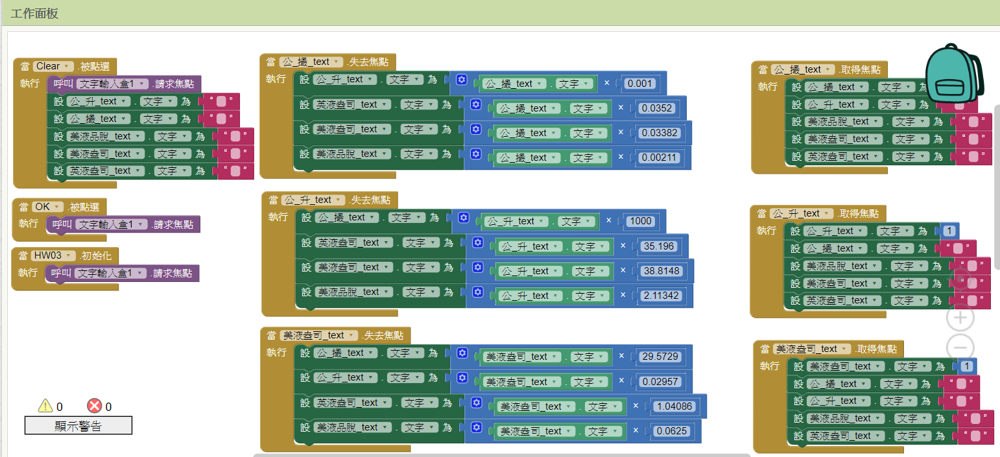 工作面板
當 Clear .被點選
執行 呼叫 文字輸入盒1 .請求焦點
設 公_升_text . 文字 為 “ ”
設 公_撮_text . 文字 為 “ ”
設 美液品脫_text . 文字 為 “ ”
設 美液盎司_text . 文字 為 “ ”
設 英液盎司_text . 文字 為 “ ”
當 OK .被點選
執行 呼叫 文字輸入盒1 .請求焦點
當 HW03 .初始化
執行 呼叫 文字輸入盒1 .請求焦點
0 0
顯示警告
當 公_撮_text .失去焦點
執行 設 公_升_text . 文字 為 公_撮_text . 文字 × 0.001
設 英液盎司_text . 文字 為 公_撮_text . 文字 × 0.0352
設 美液盎司_text . 文字 為 公_撮_text . 文字 × 0.03382
設 美液品脫_text . 文字 為 公_撮_text . 文字 × 0.00211
當 公_升_text .失去焦點
執行 設 公_撮_text . 文字 為 公_升_text . 文字 × 1000
設 英液盎司_text . 文字 為 公_升_text . 文字 × 35.196
設 美液盎司_text . 文字 為 公_升_text . 文字 × 38.8148
設 美液品脫_text . 文字 為 公_升_text . 文字 × 2.11342
當 美液盎司_text .失去焦點
執行 設 公_撮_text . 文字 為 美液盎司_text . 文字 × 29.5729
設 公_升_text . 文字 為 美液盎司_text . 文字 × 0.02957
設 英液盎司_text . 文字 為 美液盎司_text . 文字 × 1.04086
設 美液品脫_text . 文字 為 美液盎司_text . 文字 × 0.0625
當 公_撮_text .取得焦點
執行 設 公_撮_text . 文字
設 公_升_text . 文字 為
設 美液品脫_text . 文字 為 “ ”
設 美液盎司_text . 文字 為 “ ”
設 英液盎司_text . 文字 為 “ ”
當 公_升_text .取得焦點
執行 設 公_升_text . 文字 為 1
設 公_撮_text . 文字 為 “ ”
設 美液品脫_text . 文字 為 “ ”
設 美液盎司_text . 文字 為 “ ”
設 英液盎司_text . 文字 為 “ ”
當 美液盎司_text .取得焦點
執行 設 美液盎司_text . 文字 為 1
設 公_撮_text . 文字 為 “ ”
設 公_升_text . 文字 為 “ ”
設 美液品脫_text . 文字 為 “ ”
設 英液盎司_text . 文字 為 “ ”